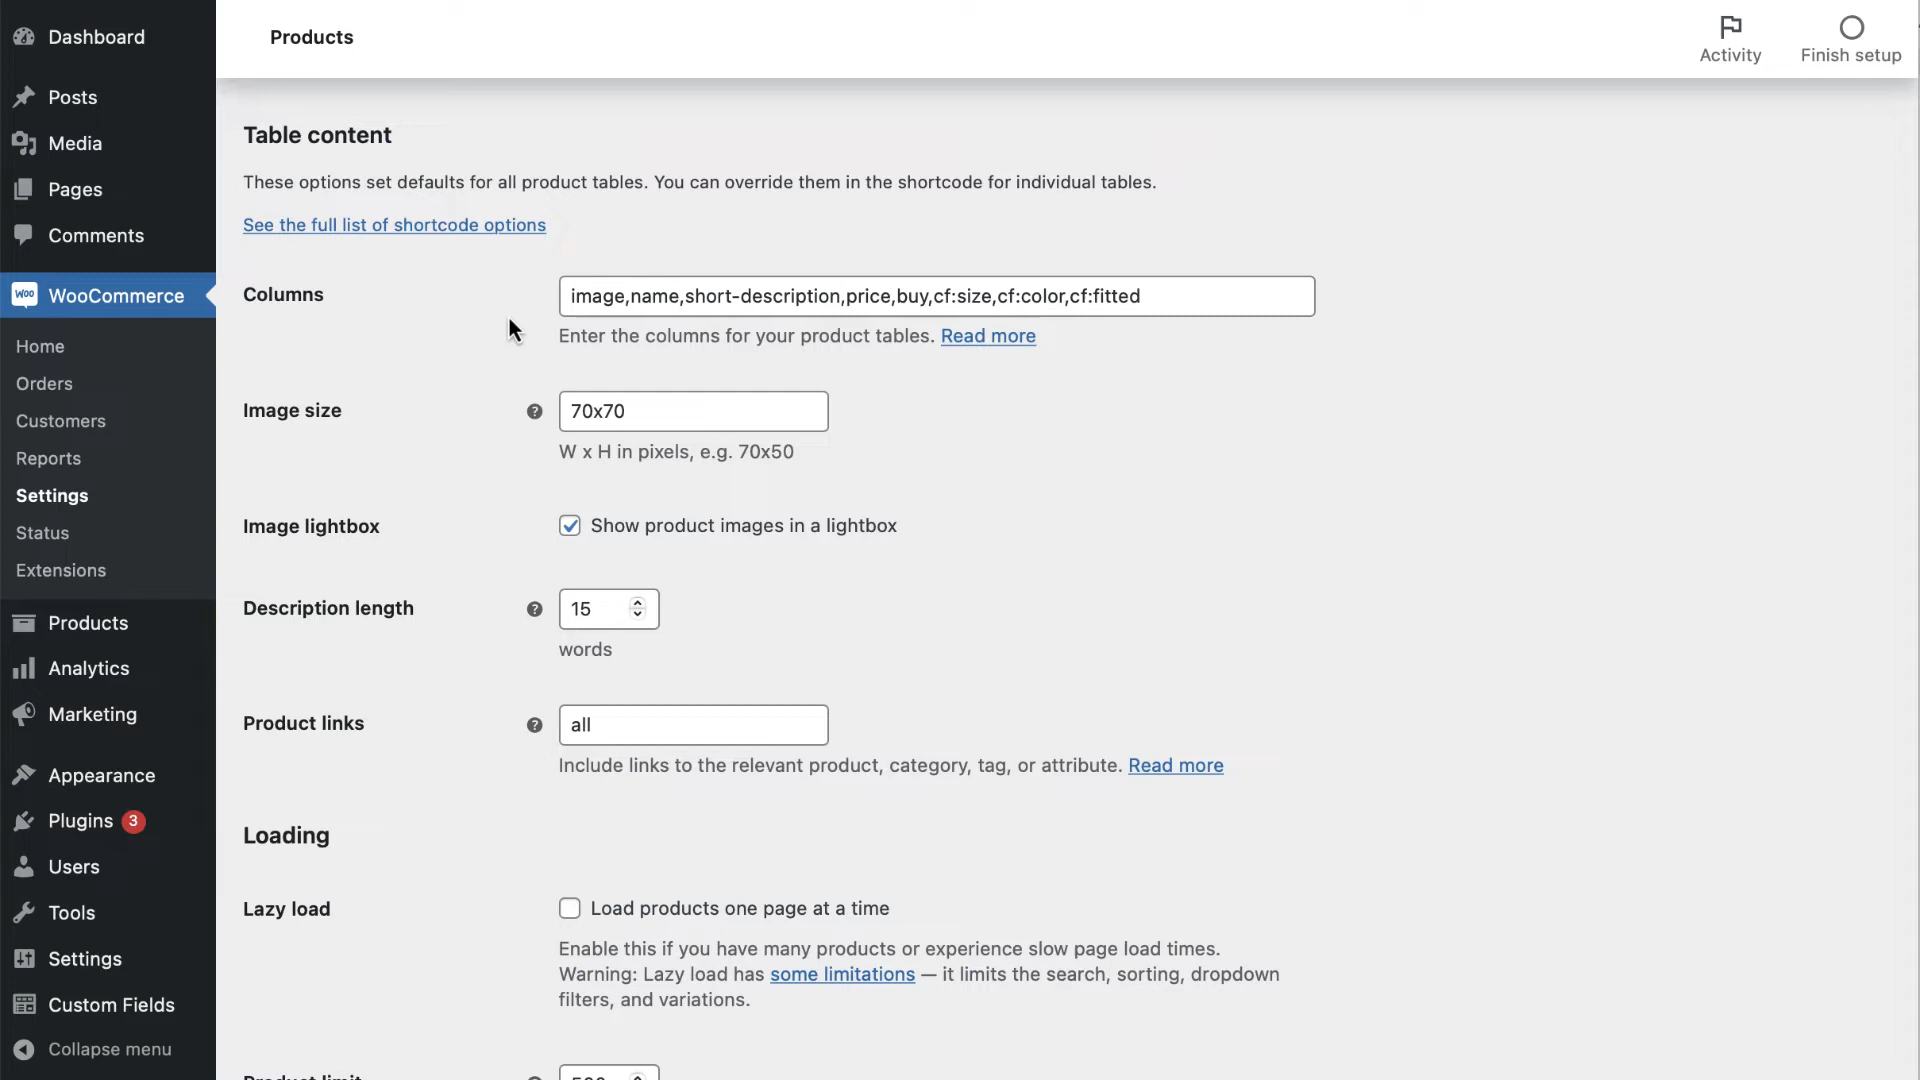 Dashboard
Posts
Media
Pages
Comments
WOO WooCommerce
Home
Orders
Customers
Reports
Settings
Status
Extensions
Products
Analytics
Marketing
Appearance
Plugins 3
Users
Tools
Settings
Custom Fields
Collapse menu
Products
Activity
Finish setup
Table content
These options set defaults for all product tables. You can override them in the shortcode for individual tables.
See the full list of shortcode options
Columns
image,name,short-description,price,buy,cf:size,cf:color,cf:fitted
Enter the columns for your product tables. Read more
Image size ? 70x70
W x H in pixels, e.g. 70x50
Image lightbox Show product images in a lightbox
Description length ? 15
words
Product links ? all
Include links to the relevant product, category, tag, or attribute. Read more
Loading
Lazy load Load products one page at a time
Enable this if you have many products or experience slow page load times.
Warning: Lazy load has some limitations — it limits the search, sorting, dropdown
filters, and variations.
Product limit